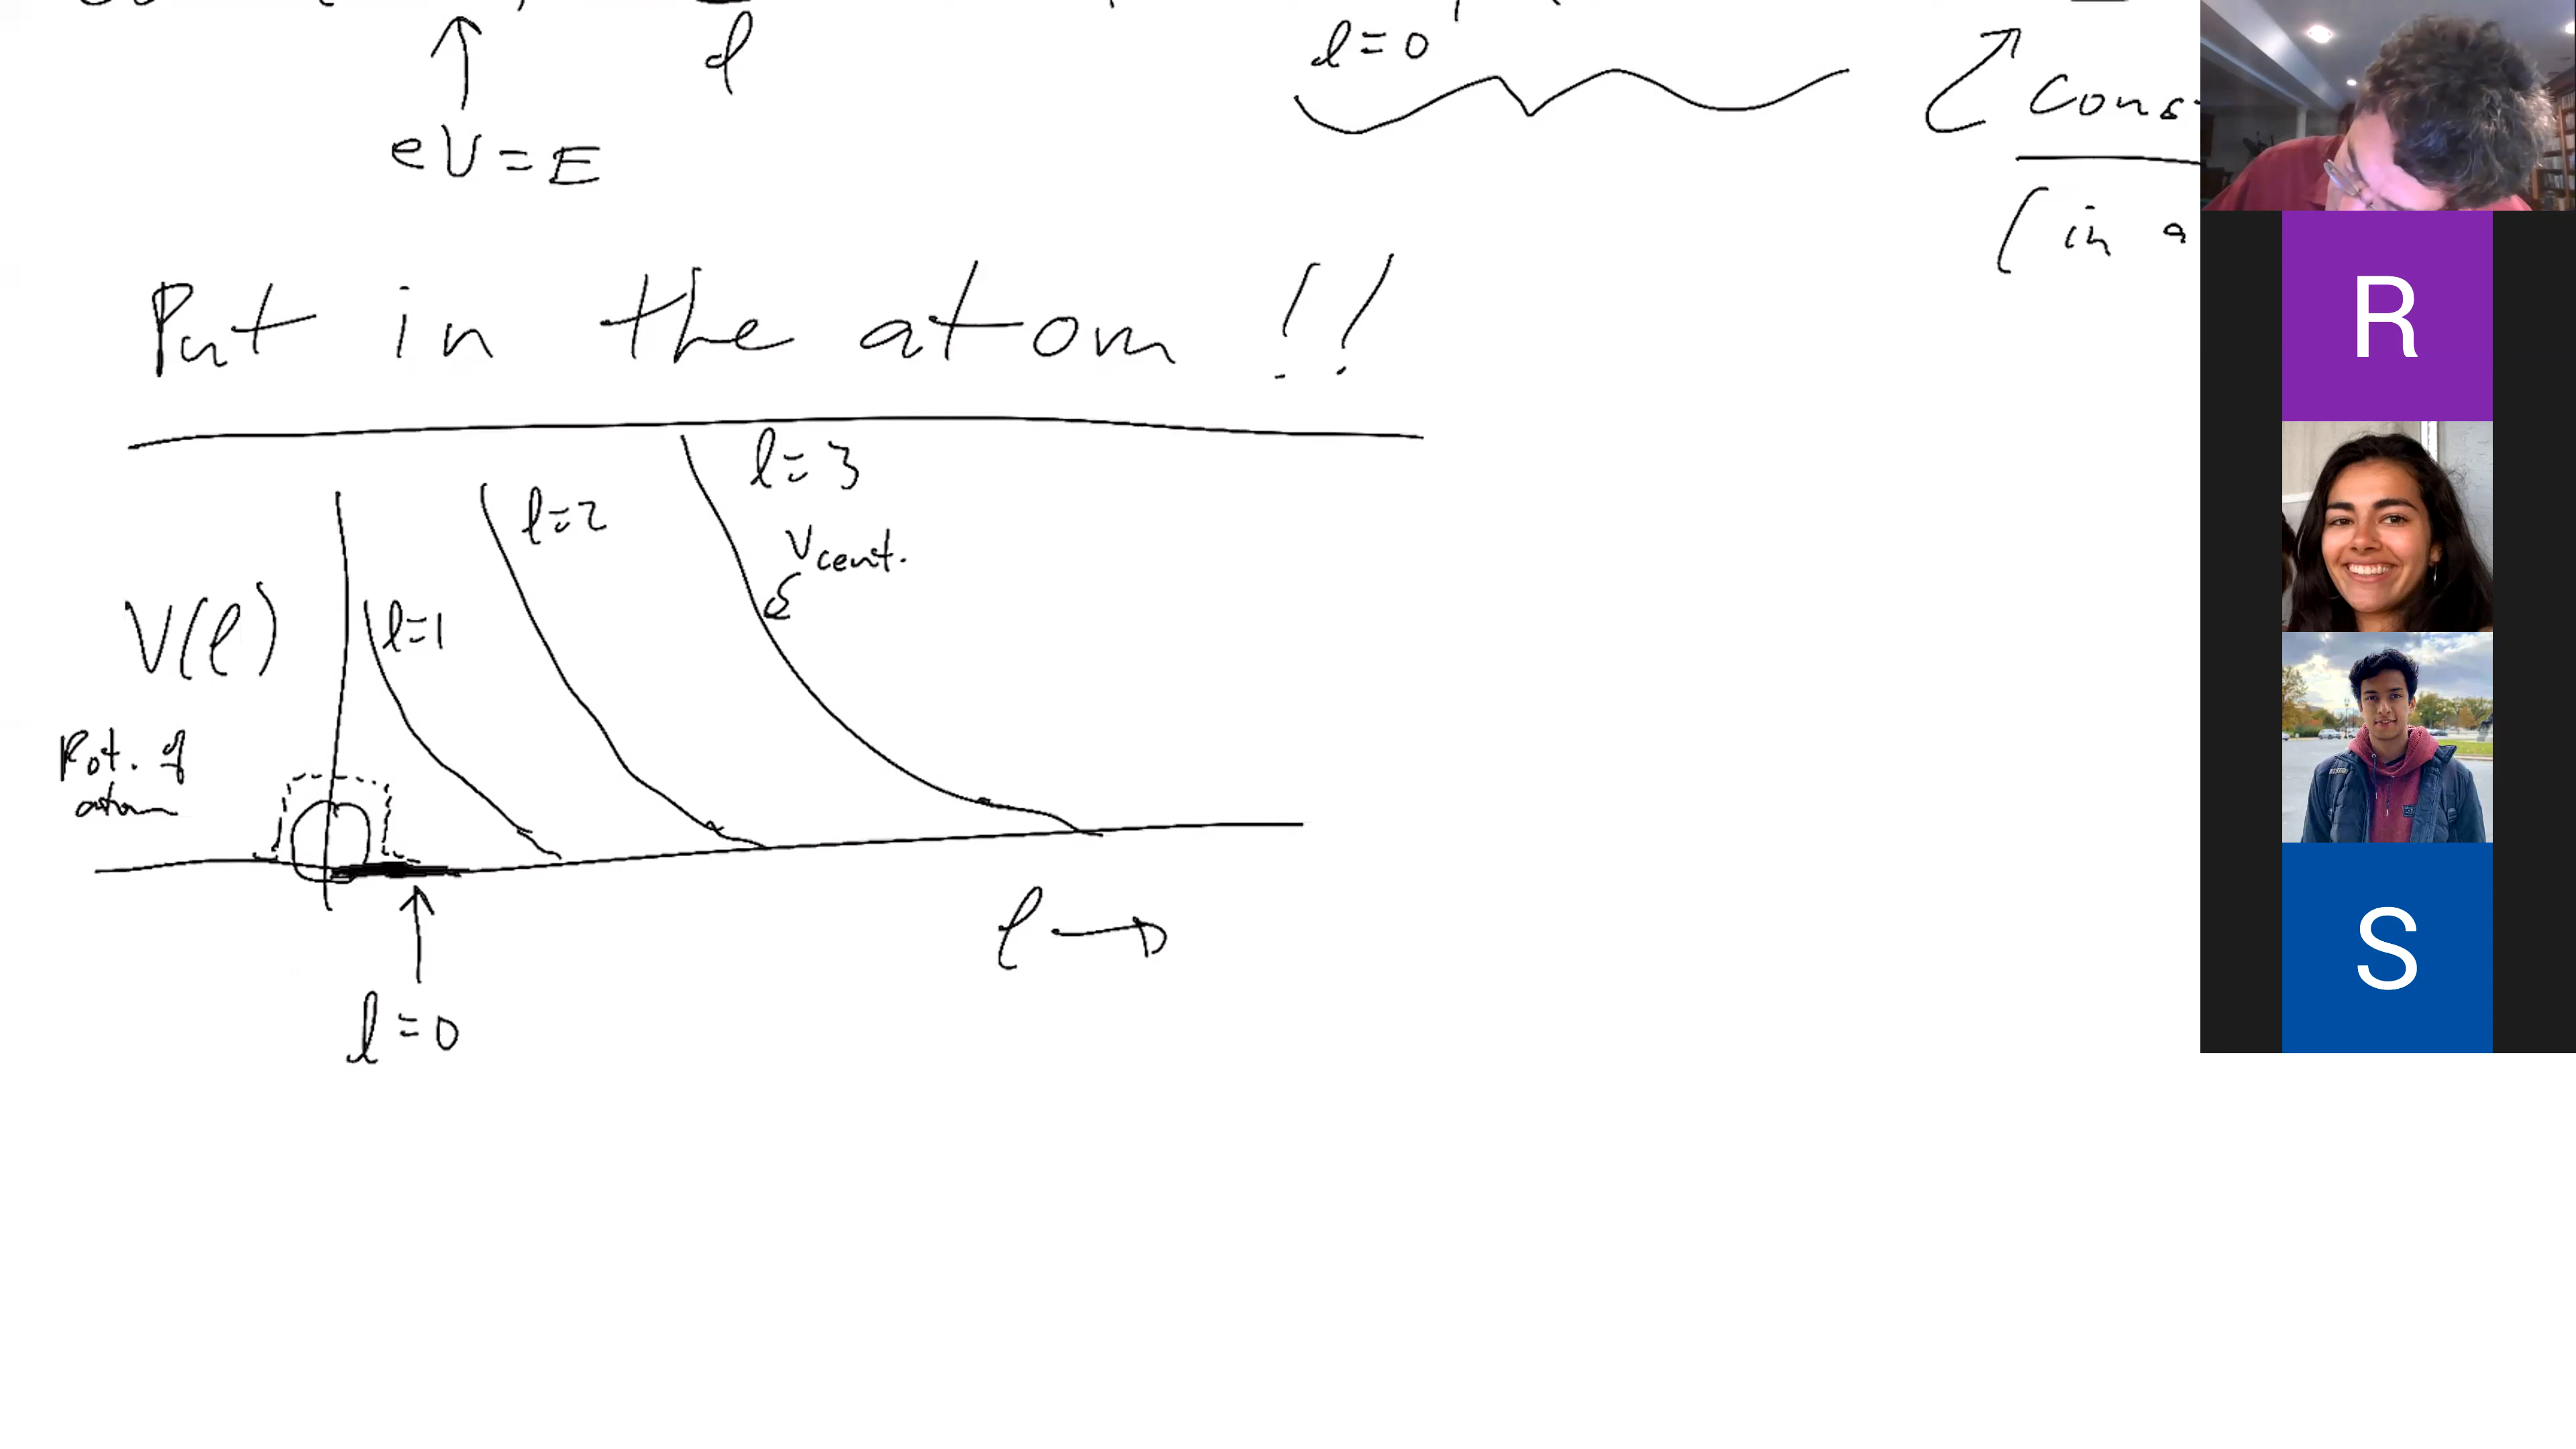 l = 0
d
eV = E
Cons
(in a
Put in the atom !!
l = 3
l=2
Vcent.
V(l)
l=1
Pot. of
atom
l →
l = 0
R
S